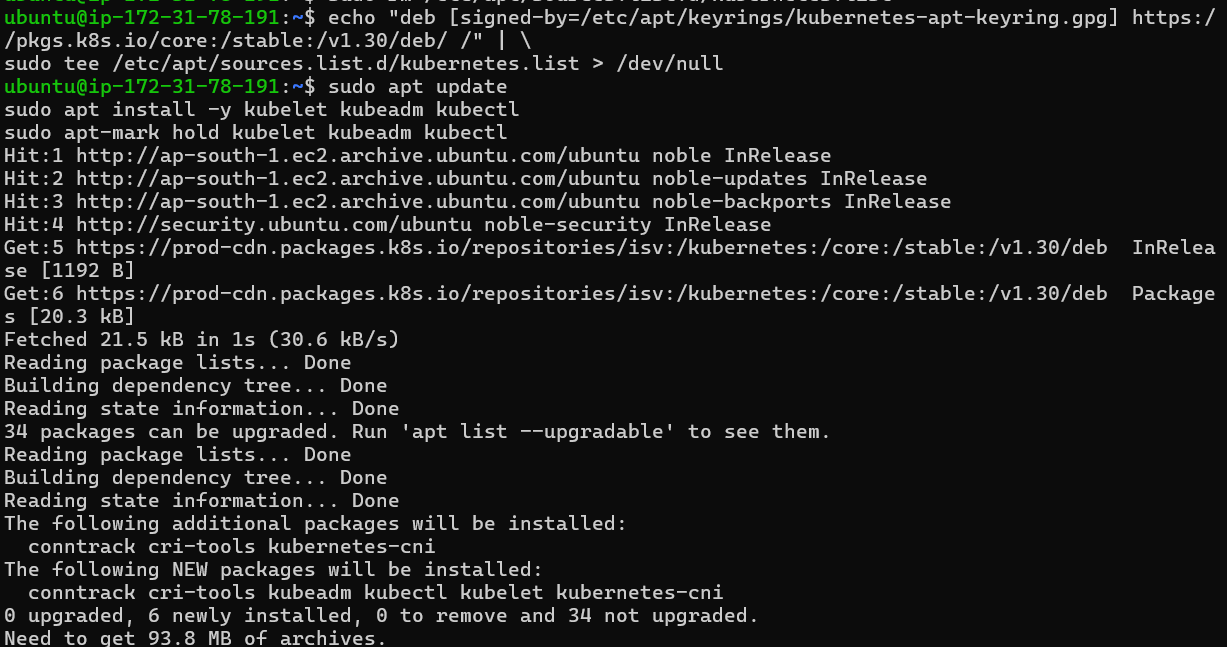 ubuntu@ip-172-31-78-191:~$ echo "deb [signed-by=/etc/apt/keyrings/kubernetes-apt-keyring.gpg] https:/
/pkgs.k8s.io/core:/stable:/v1.30/deb/ /" | \
sudo tee /etc/apt/sources.list.d/kubernetes.list > /dev/null
ubuntu@ip-172-31-78-191:~$ sudo apt update
sudo apt install -y kubelet kubeadm kubectl
sudo apt-mark hold kubelet kubeadm kubectl
Hit:1 http://ap-south-1.ec2.archive.ubuntu.com/ubuntu noble InRelease
Hit:2 http://ap-south-1.ec2.archive.ubuntu.com/ubuntu noble-updates InRelease
Hit:3 http://ap-south-1.ec2.archive.ubuntu.com/ubuntu noble-backports InRelease
Hit:4 http://security.ubuntu.com/ubuntu noble-security InRelease
Get:5 https://prod-cdn.packages.k8s.io/repositories/isv:/kubernetes:/core:/stable:/v1.30/deb  InRelea
se [1192 B]
Get:6 https://prod-cdn.packages.k8s.io/repositories/isv:/kubernetes:/core:/stable:/v1.30/deb  Package
s [20.3 kB]
Fetched 21.5 kB in 1s (30.6 kB/s)
Reading package lists... Done
Building dependency tree... Done
Reading state information... Done
34 packages can be upgraded. Run 'apt list --upgradable' to see them.
Reading package lists... Done
Building dependency tree... Done
Reading state information... Done
The following additional packages will be installed:
  conntrack cri-tools kubernetes-cni
The following NEW packages will be installed:
  conntrack cri-tools kubeadm kubectl kubelet kubernetes-cni
0 upgraded, 6 newly installed, 0 to remove and 34 not upgraded.
Need to get 93.8 MB of archives.